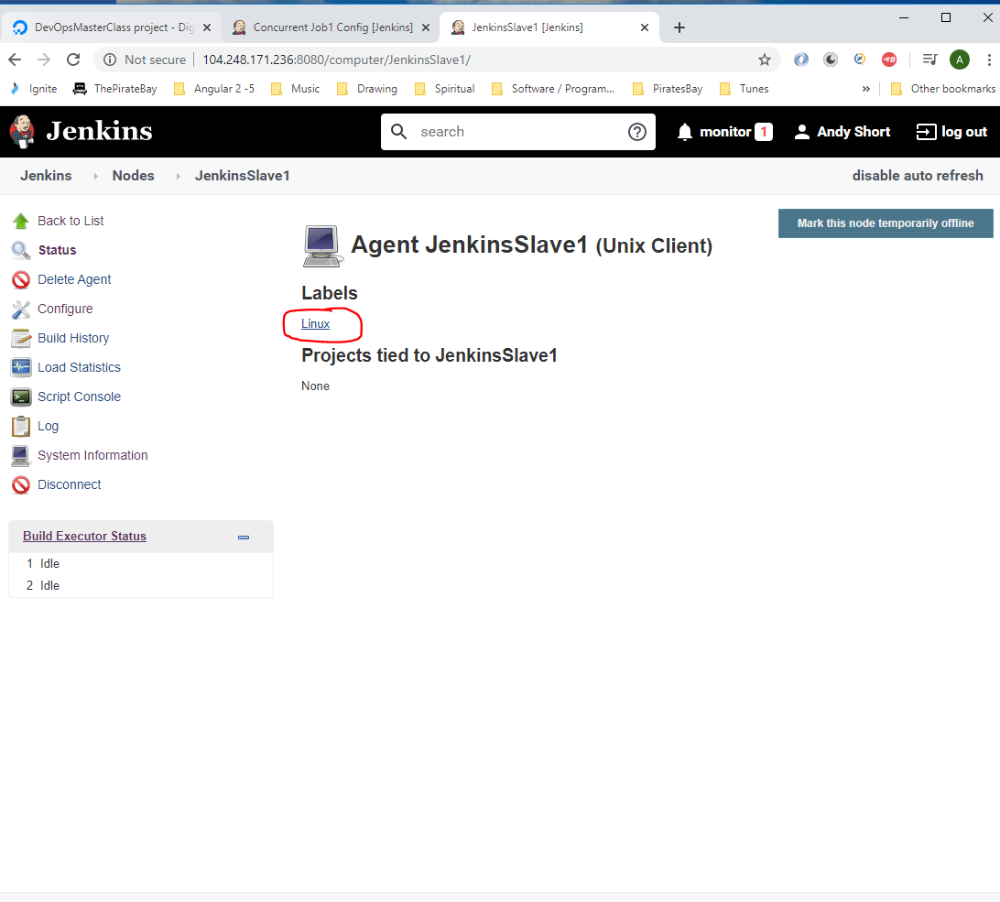 DevOpsMasterClass project - Dig
Concurrent Job1 Config [Jenkins]
JenkinsSlave1 [Jenkins]
Not secure | 104.248.171.236:8080/computer/JenkinsSlave1/
A
Ignite ThePirateBay Angular 2 -5 Music Drawing Spiritual Software / Program... PiratesBay Tunes » Other bookmarks
Jenkins search monitor 1 Andy Short log out
Jenkins Nodes JenkinsSlave1 disable auto refresh
Back to List
Status
Delete Agent
Configure
Build History
Load Statistics
Script Console
Log
System Information
Disconnect
Build Executor Status
1 Idle
2 Idle
Mark this node temporarily offline
Agent JenkinsSlave1 (Unix Client)
Labels
Linux
Projects tied to JenkinsSlave1
None